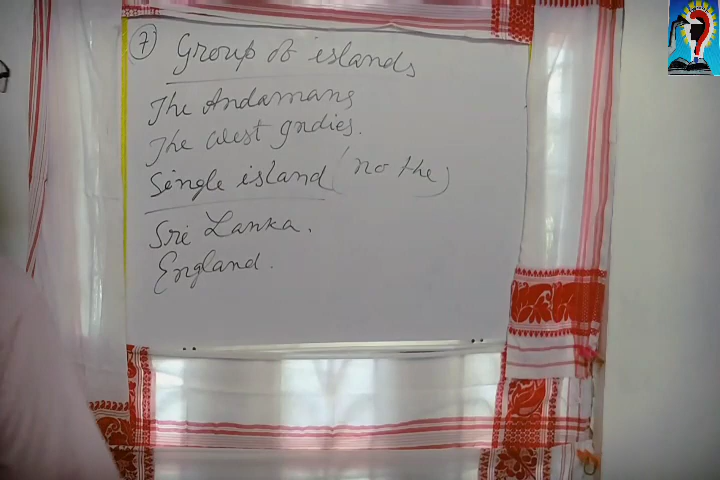 7 Group of islands
The Andamans
The West Indies.
Single island (no the)
Sri Lanka.
England.